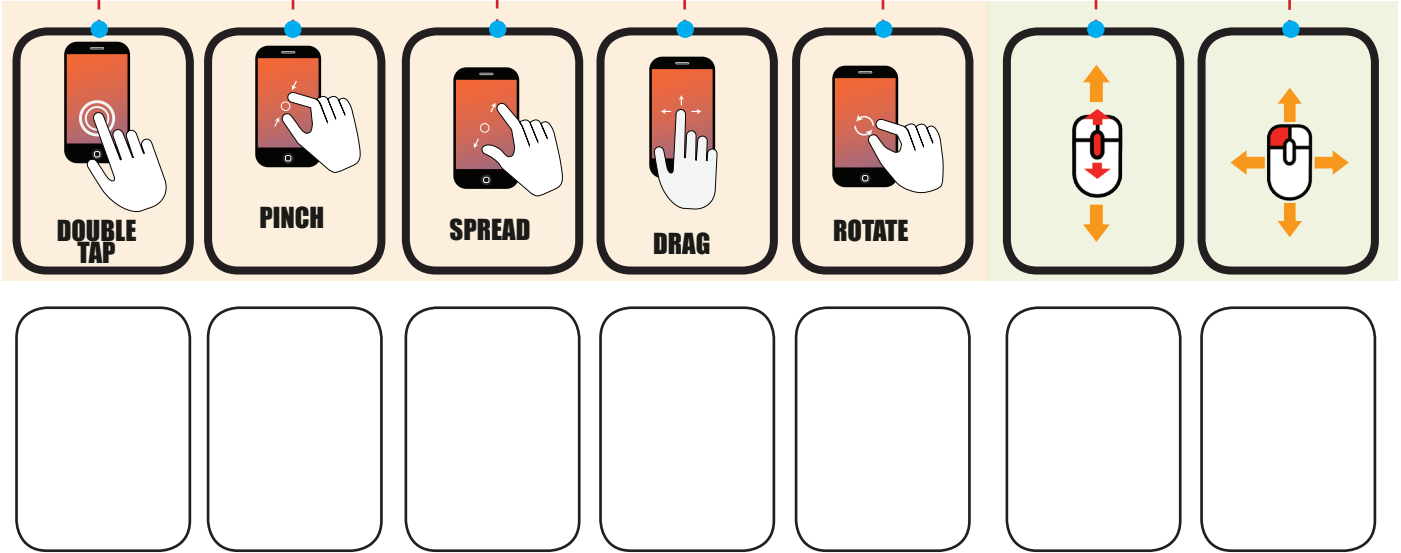 DOUBLE
TAP
PINCH
SPREAD
DRAG
ROTATE